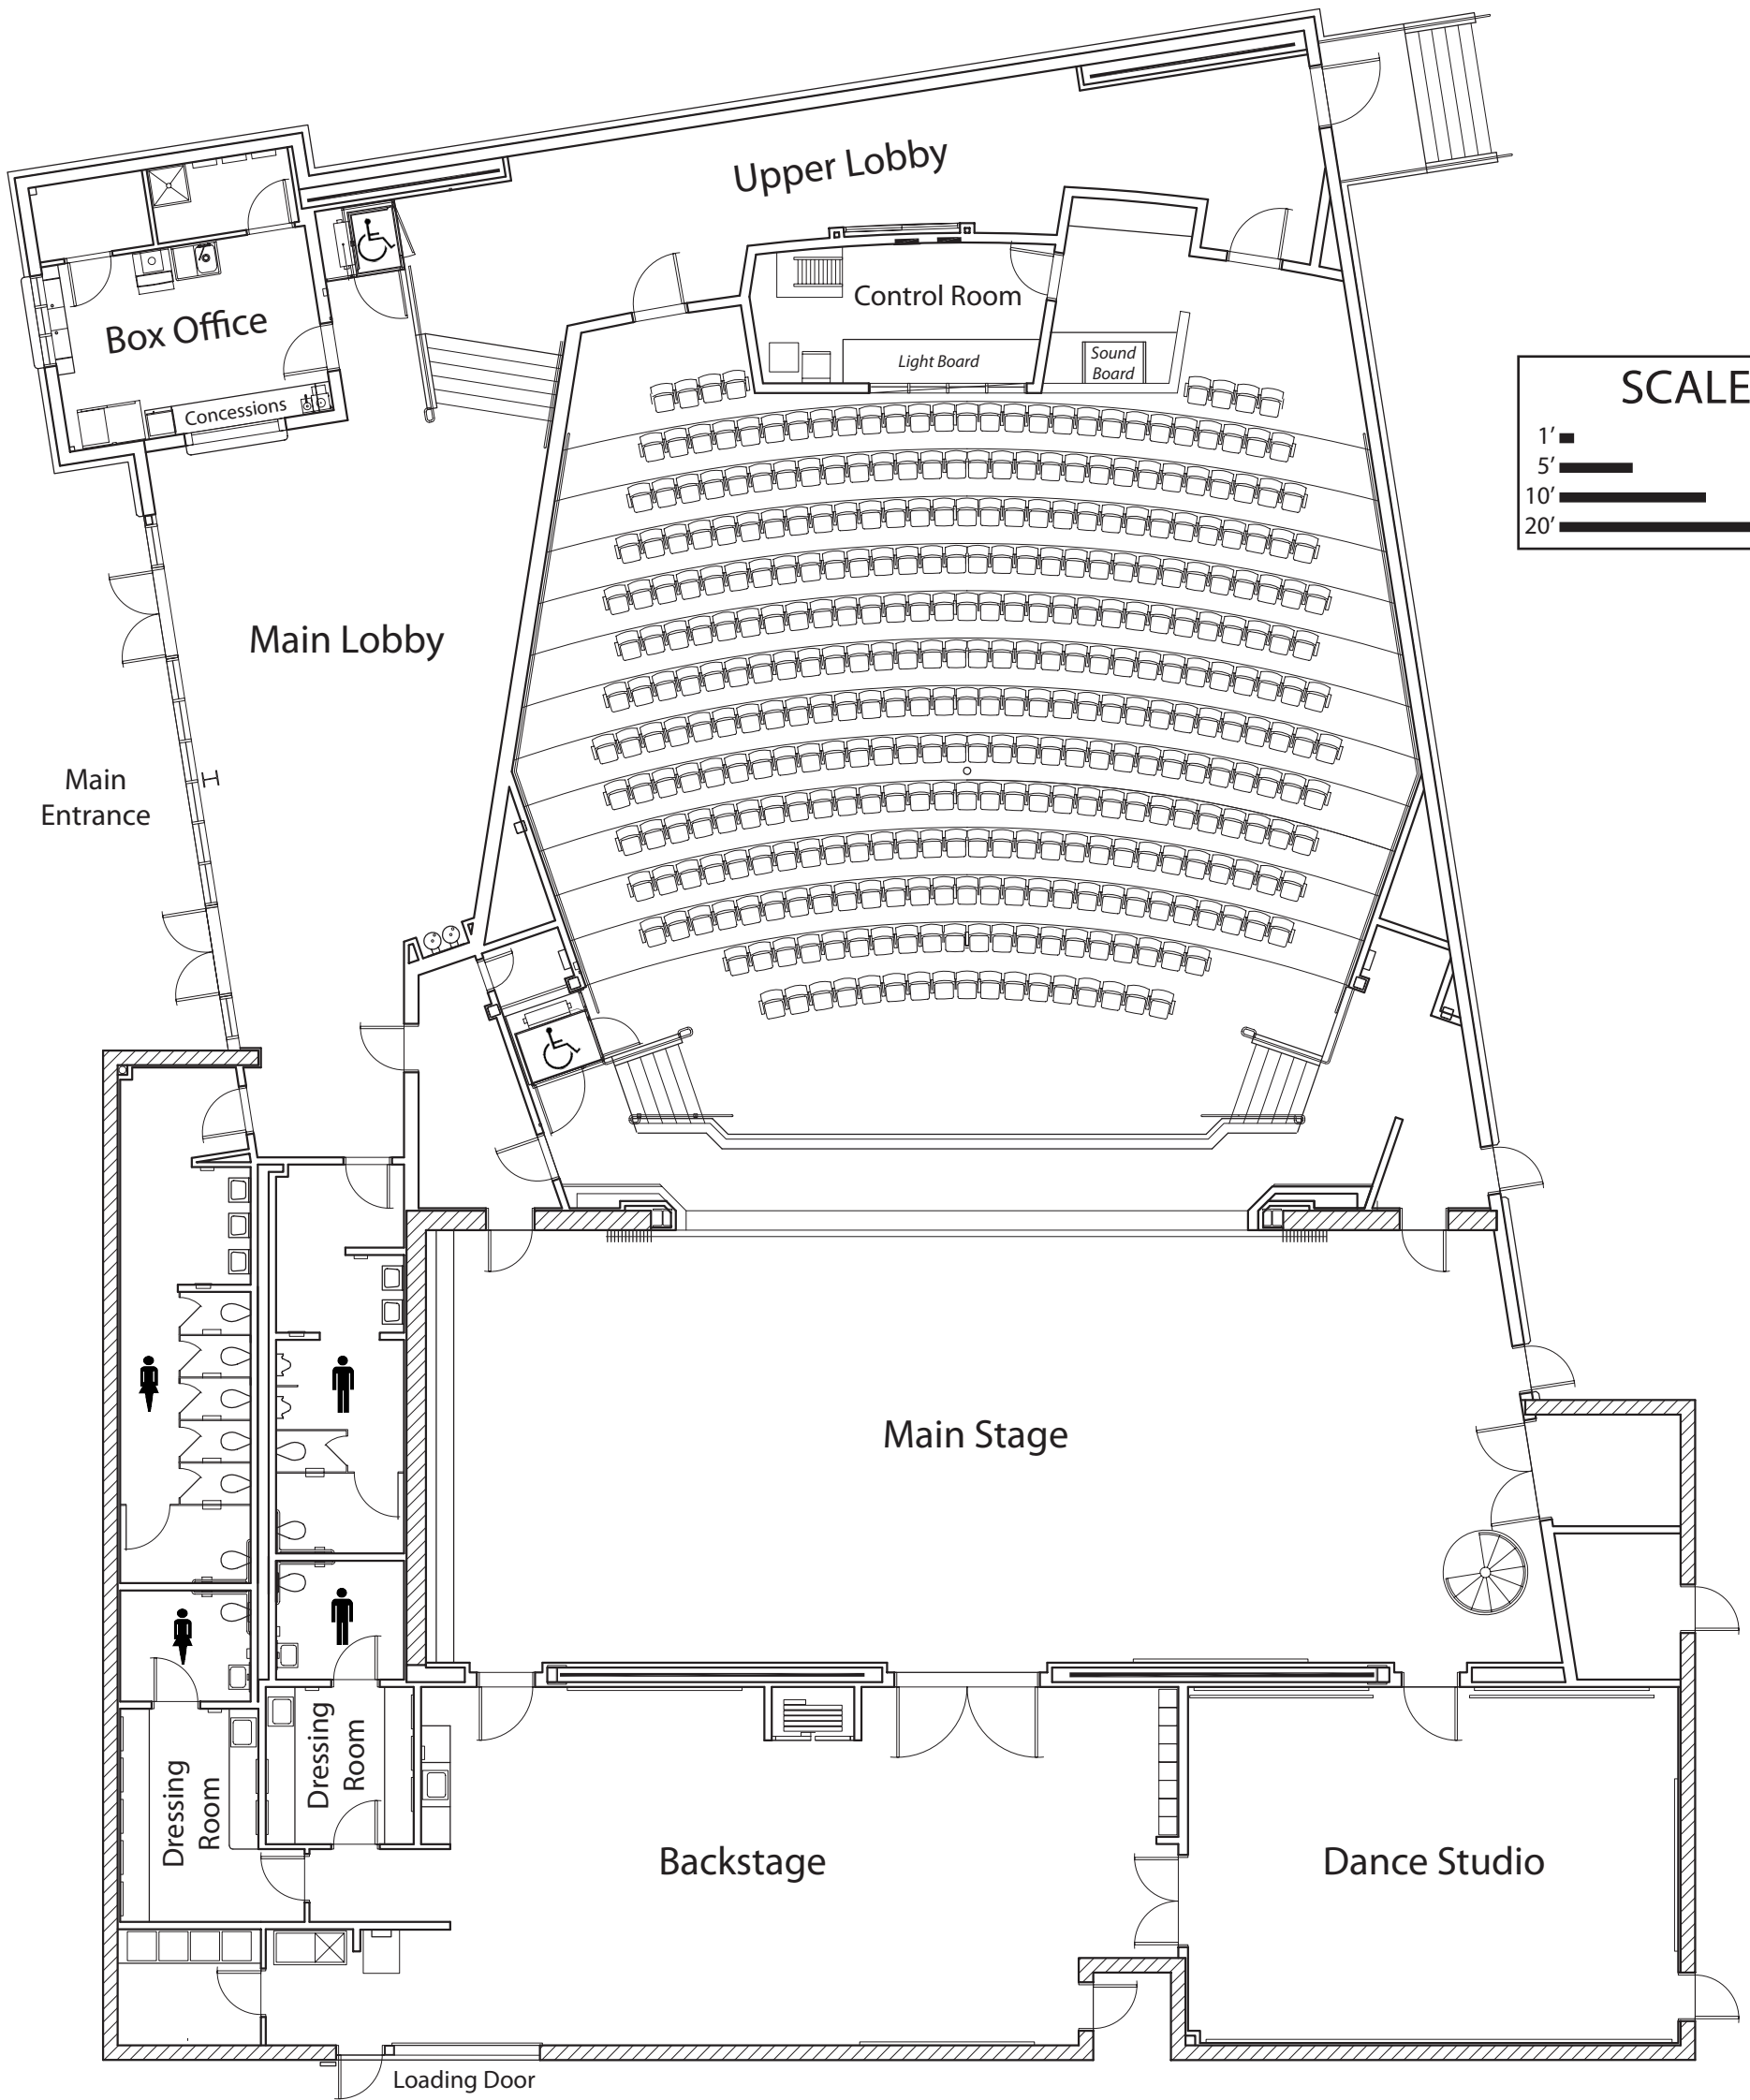 Upper Lobby
Control Room
Box Office
Light Board
Sound
Board
Concessions
SCALE
1’
5’
10’
20’
Main Lobby
Main
Entrance
Main Stage
Dressing
Room
Dressing
Room
Backstage
Dance Studio
Loading Door